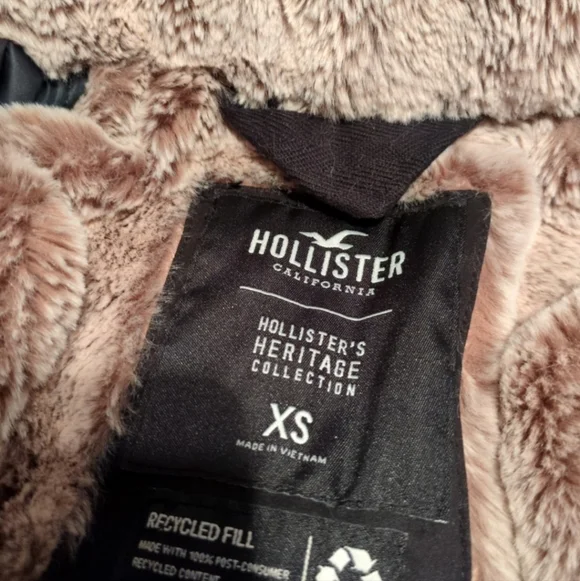 HOLLISTER
CALIFORNIA
HOLLISTER'S
HERITAGE
COLLECTION
XS
MADE IN VIETNAM
RECYCLED FILL
MADE WITH 100% POST-CONSUMER
RECYCLED CONTENT